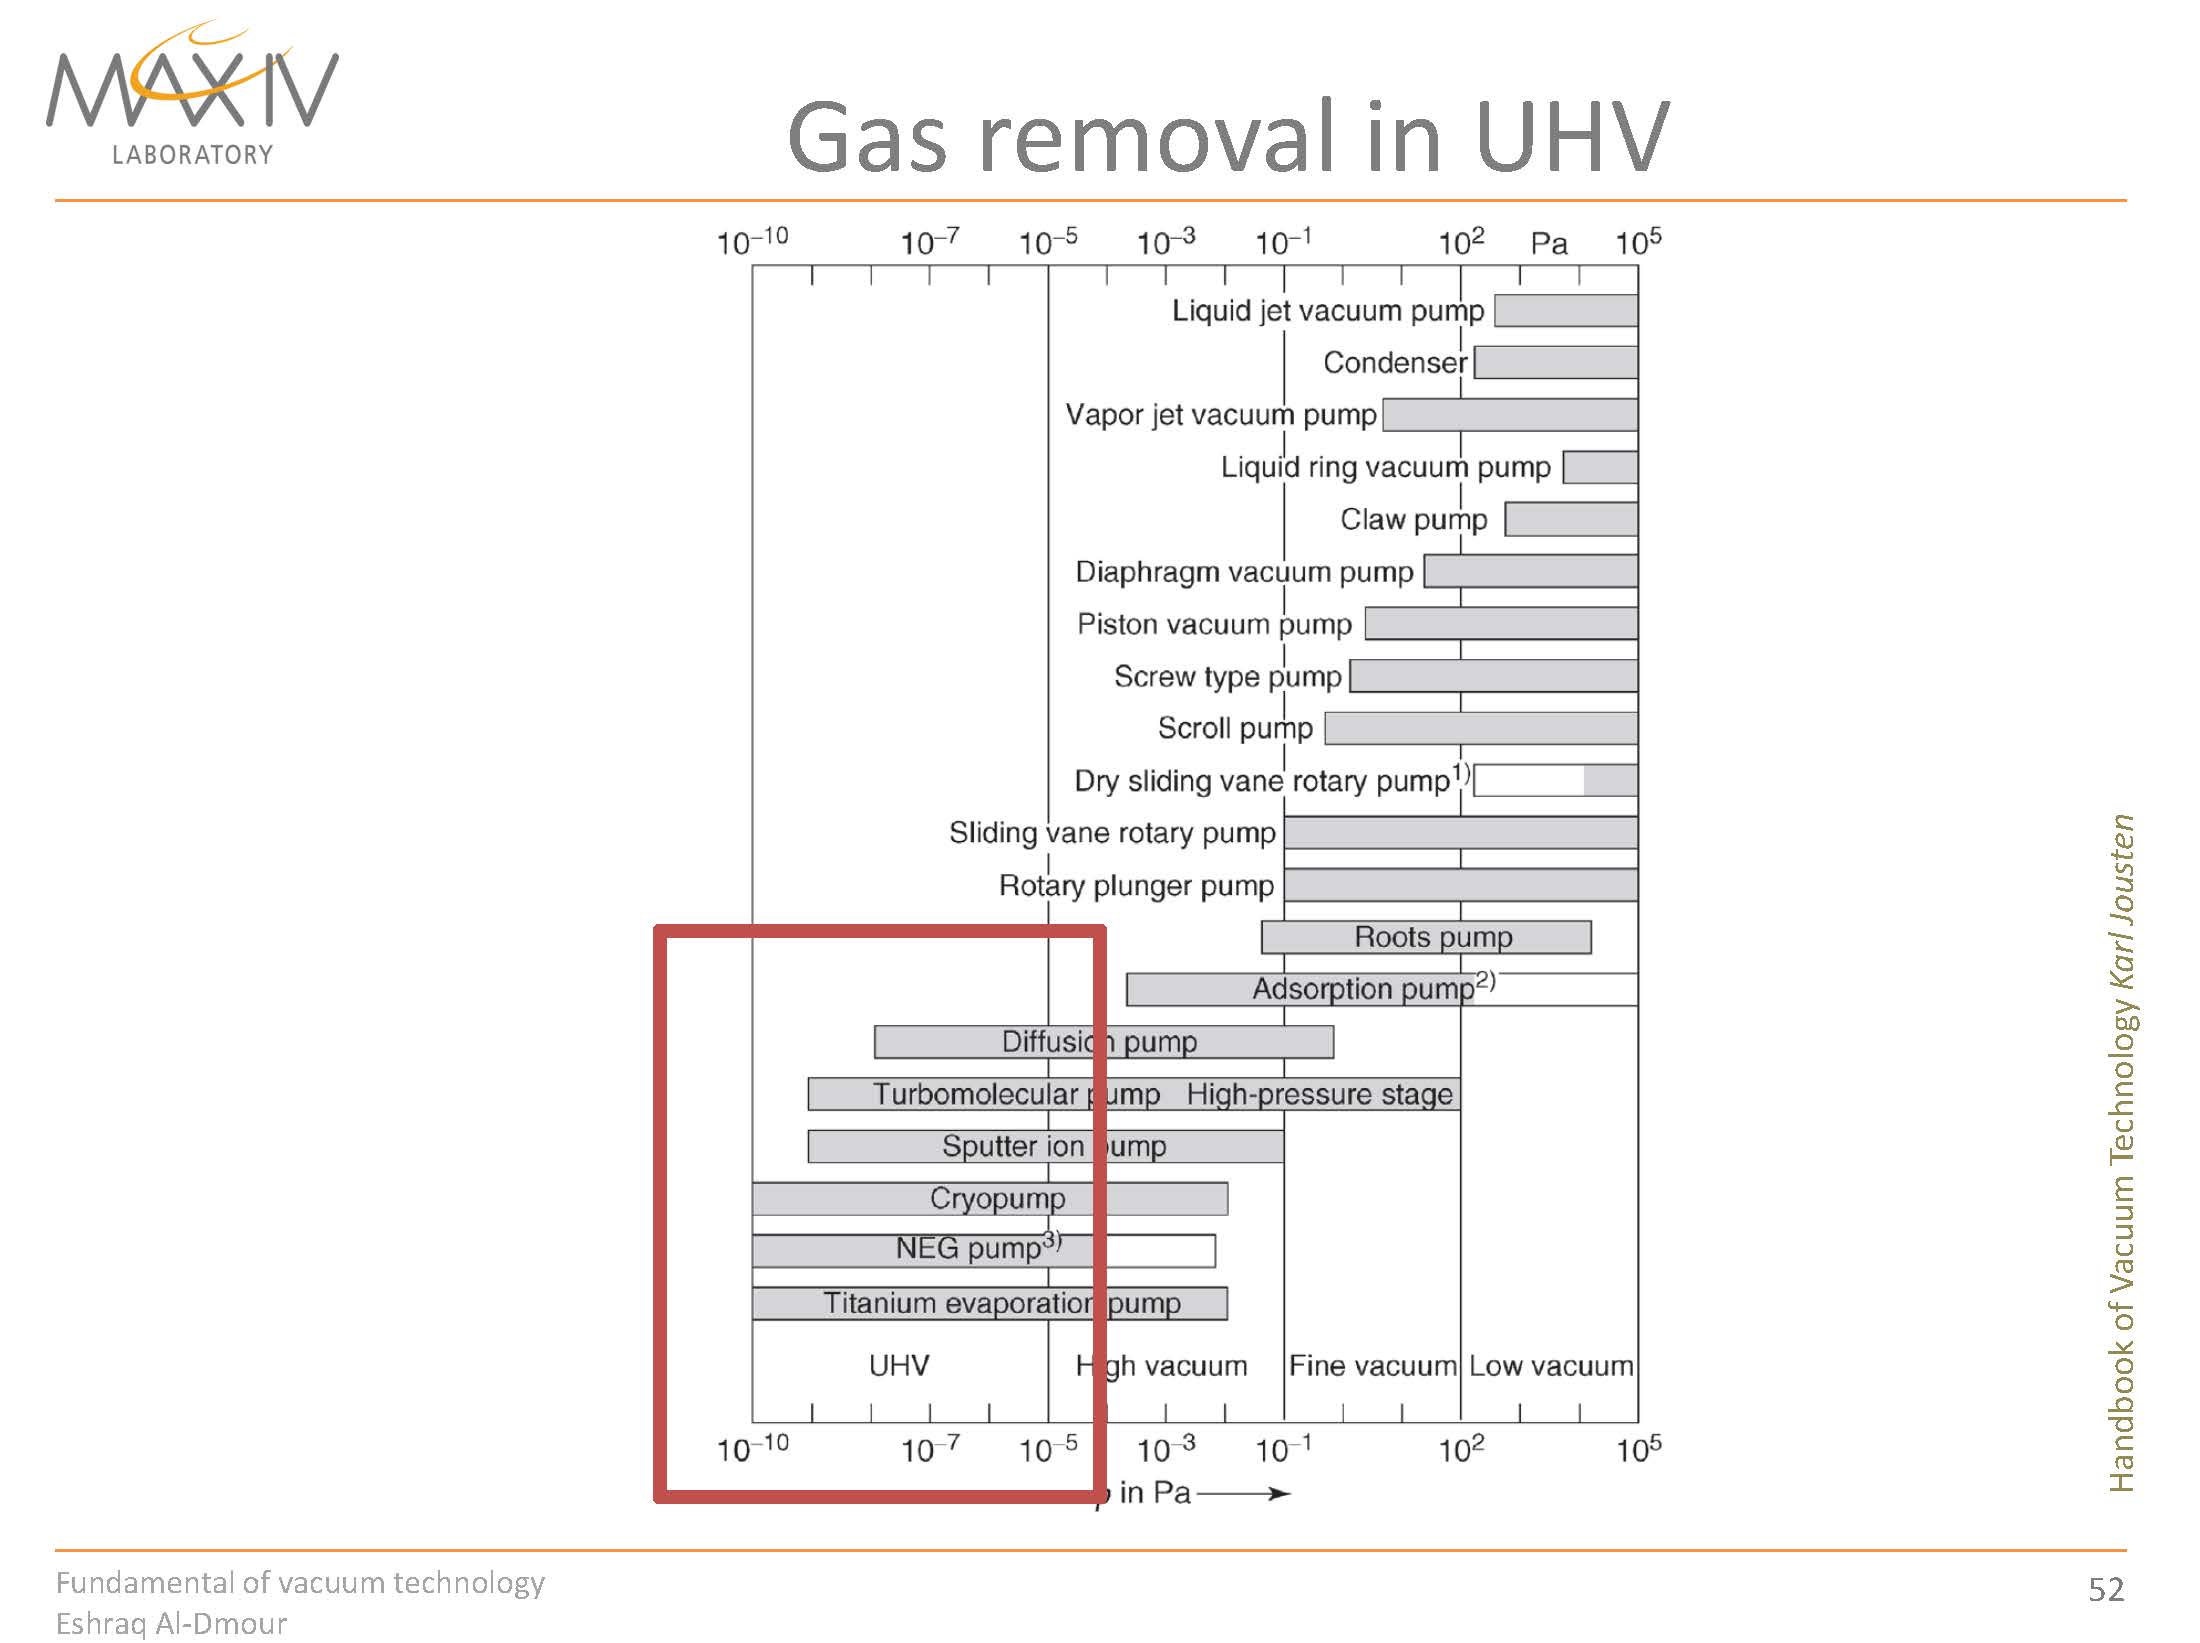 MAXIV
LABORATORY
Gas removal in UHV
10⁻¹⁰ 10⁻⁷ 10⁻⁵ 10⁻³ 10⁻¹ 10² Pa 10⁵
Liquid jet vacuum pump
Condenser
Vapor jet vacuum pump
Liquid ring vacuum pump
Claw pump
Diaphragm vacuum pump
Piston vacuum pump
Screw type pump
Scroll pump
Dry sliding vane rotary pump¹⁾
Sliding vane rotary pump
Rotary plunger pump
Roots pump
Adsorption pump²⁾
Diffusion pump
Turbomolecular pump High-pressure stage
Sputter ion pump
Cryopump
NEG pump³⁾
Titanium evaporation pump
UHV High vacuum Fine vacuum Low vacuum
10⁻¹⁰ 10⁻⁷ 10⁻⁵ 10⁻³ 10⁻¹ 10² 10⁵
p in Pa
Handbook of Vacuum Technology Karl Jousten
Fundamental of vacuum technology
Eshraq Al-Dmour
52